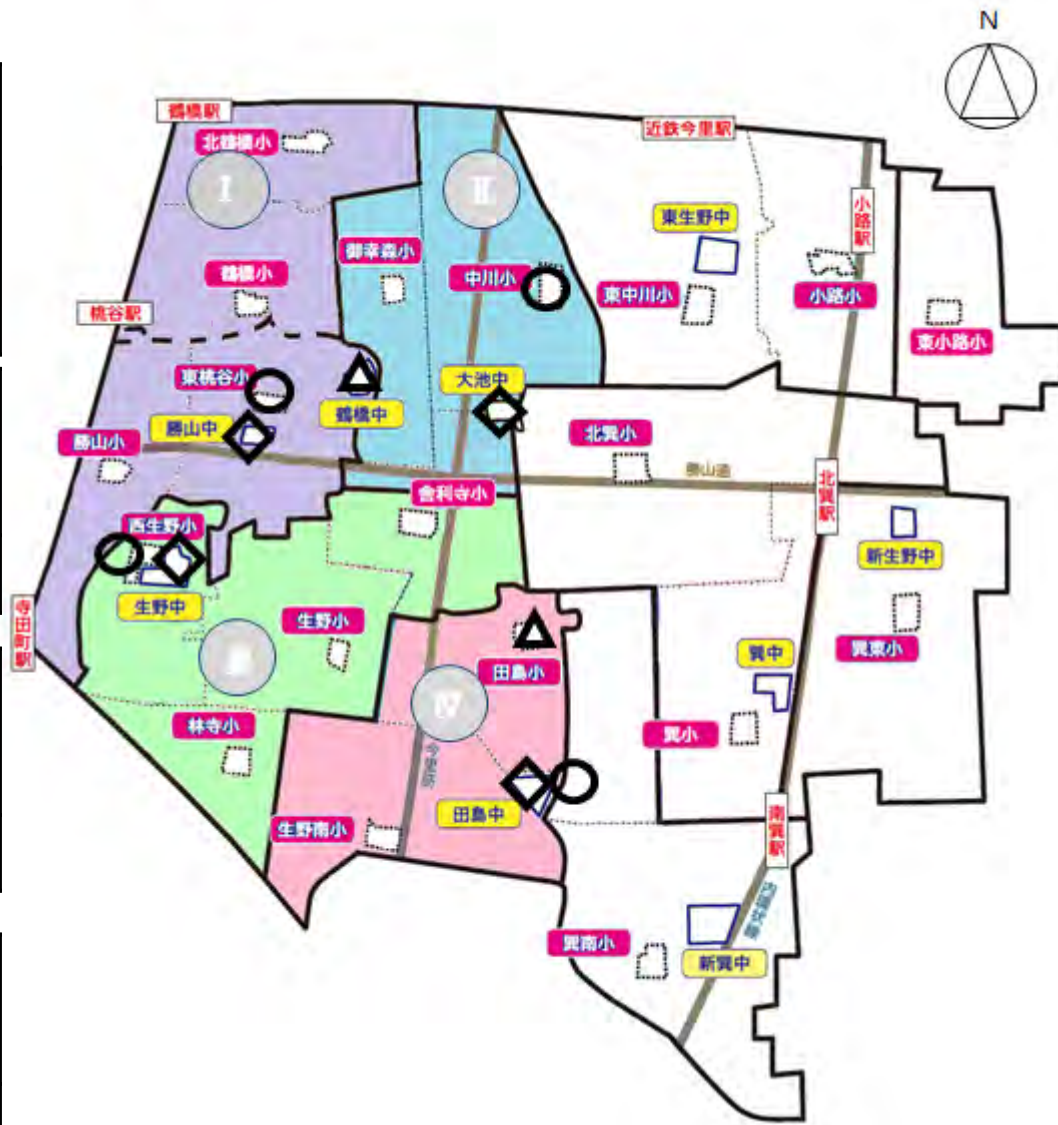 N
鶴橋駅
北鶴橋小
近鉄今里駅
I
II
小路駅
東生野中
御幸森小
鶴橋小
中川小
小路小
東中川小
桃谷駅
東小路小
東桃谷小
大池中
鶴橋中
勝山中
勝山小
北巽小
勝山通
北巽駅
舎利寺小
西生野小
新生野中
生野中
寺田町駅
生野小
巽東小
巽中
田島小
IV
林寺小
巽小
今里筋
田島中
生野南小
南巽駅
巽南小
新巽中